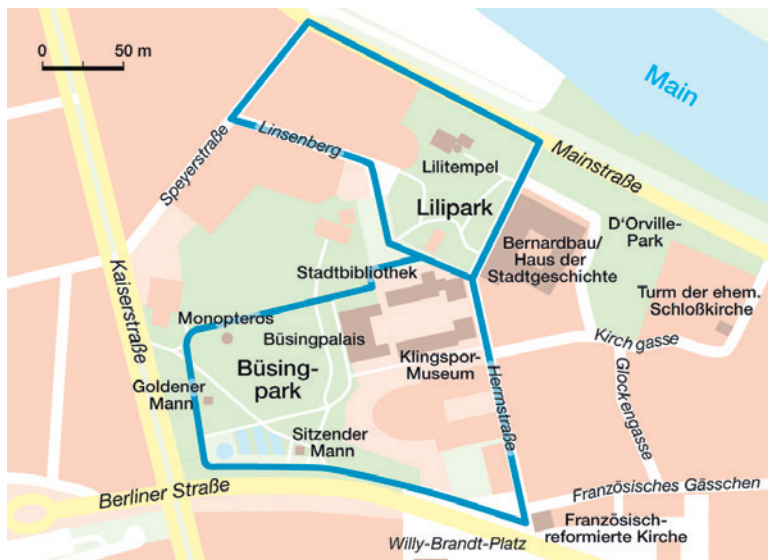 0 50 m
Main
Linsenberg
Speyerstraße
Mainstraße
Lilitempel
Lilipark
D'Orville-
Park
Bernardbau/
Haus der
Stadtgeschichte
Stadtbibliothek
Turm der ehem.
Schloßkirche
Kaiserstraße
Monopteros
Büsingpalais
Kirchgasse
Büsing-
park
Klingspor-
Museum
Herrnstraße
Glockengasse
Goldener
Mann
Sitzender
Mann
Berliner Straße
Französisches Gässchen
Französisch-
reformierte Kirche
Willy-Brandt-Platz